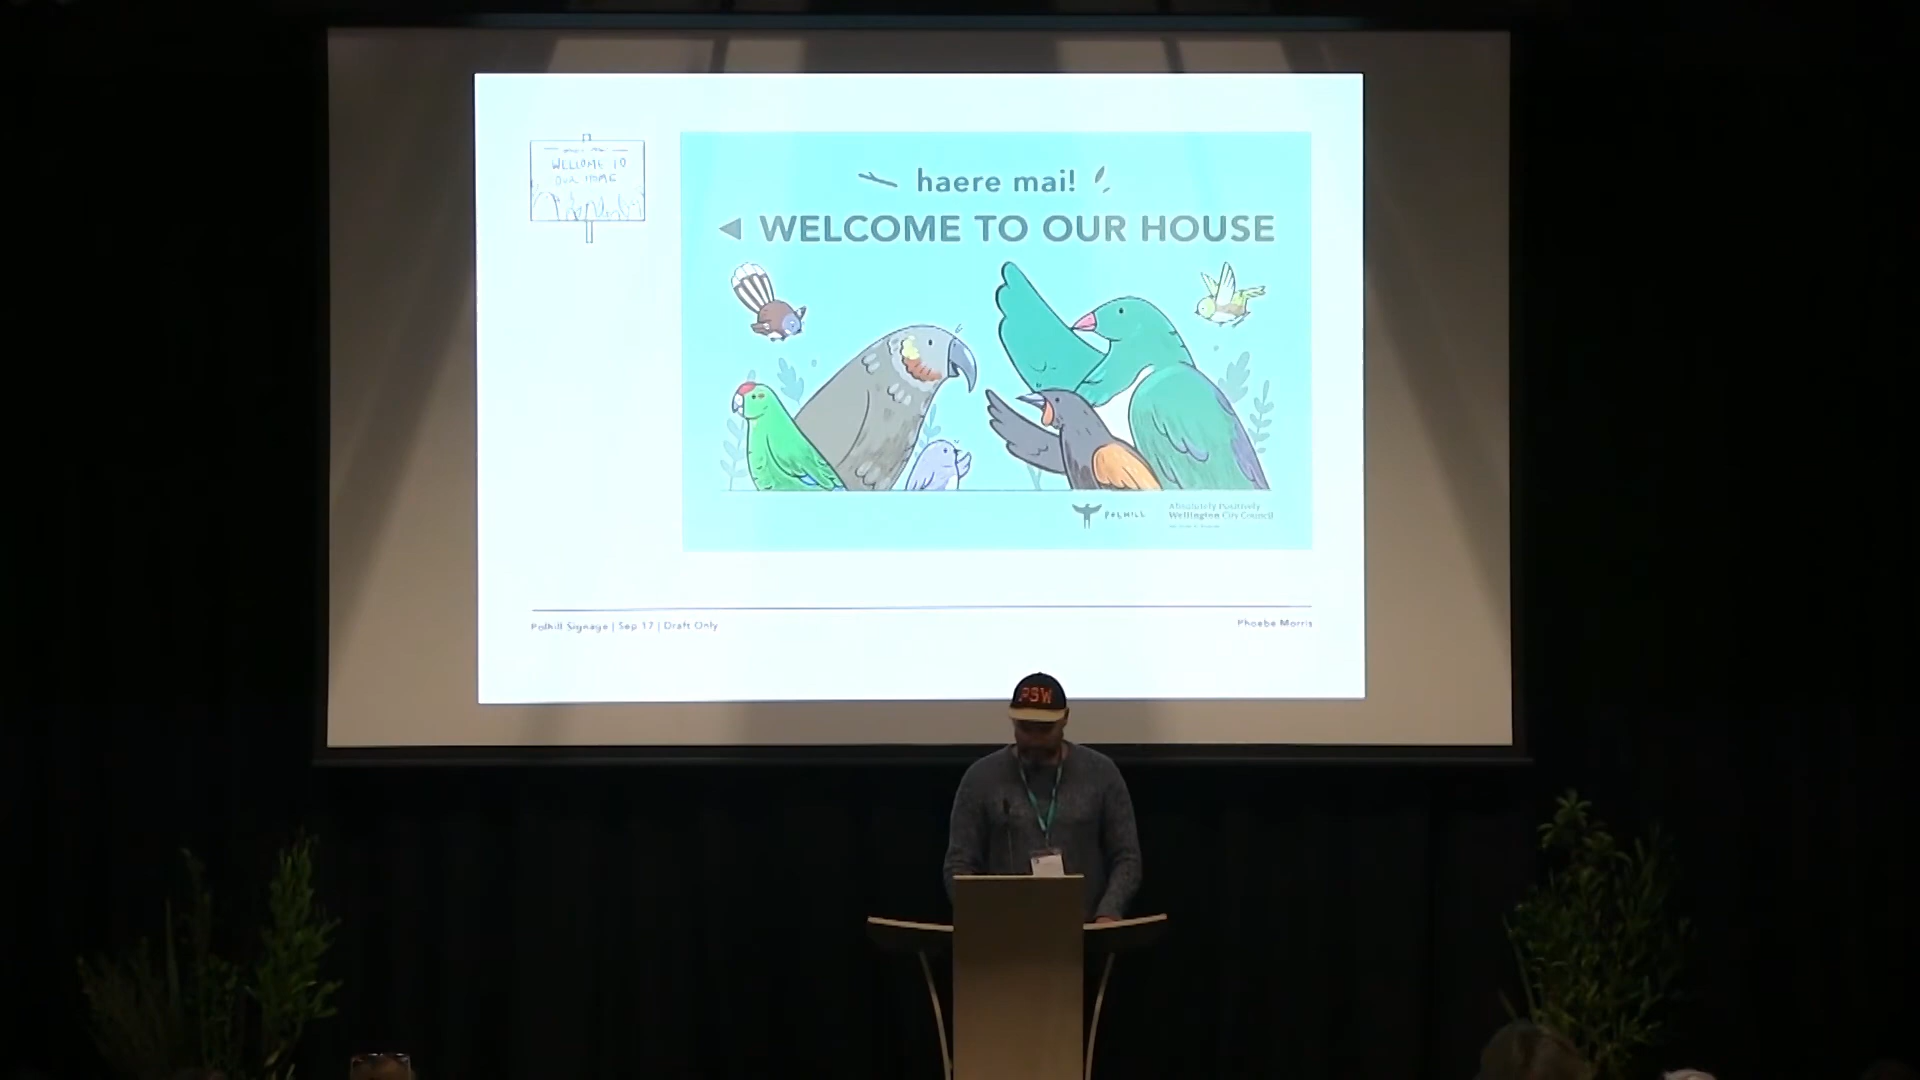 WELCOME TO
OUR HOME
haere mai!
WELCOME TO OUR HOUSE
POLHILL
Absolutely Positively
Wellington City Council
Polhill Signage | Sep 17 | Draft Only
Phoebe Morris
PSW